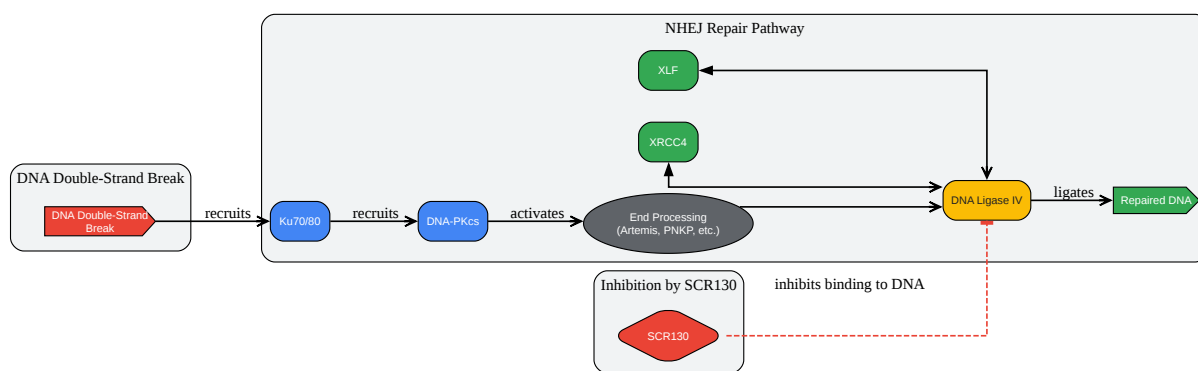 NHEJ Repair Pathway
XLF
XRCC4
DNA Double-Strand Break
DNA Double-Strand
Break
recruits
Ku70/80
recruits
DNA-PKcs
activates
End Processing
(Artemis, PNKP, etc.)
DNA Ligase IV
ligates
Repaired DNA
Inhibition by SCR130
inhibits binding to DNA
SCR130